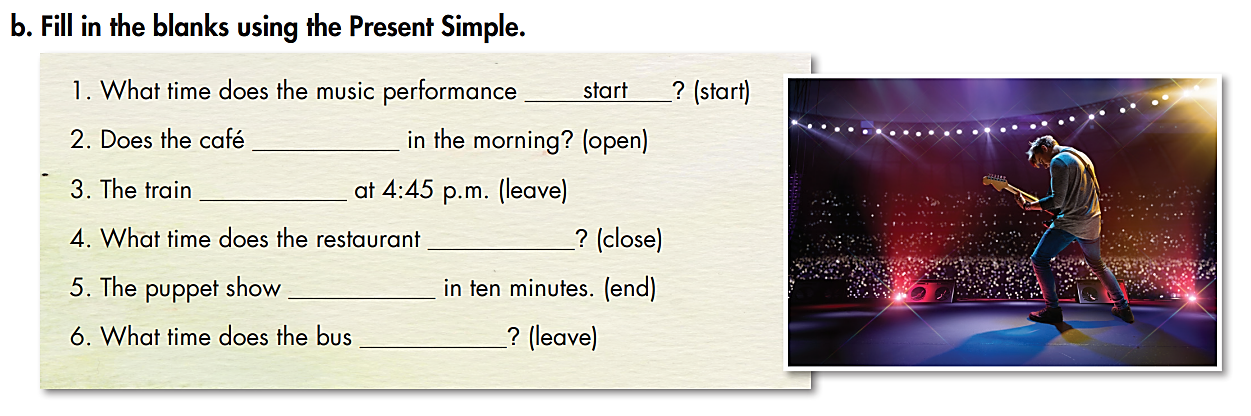 b. Fill in the blanks using the Present Simple.
1. What time does the music performance ____start____? (start)
2. Does the café ____________ in the morning? (open)
3. The train ____________ at 4:45 p.m. (leave)
4. What time does the restaurant ____________? (close)
5. The puppet show ____________ in ten minutes. (end)
6. What time does the bus ____________? (leave)